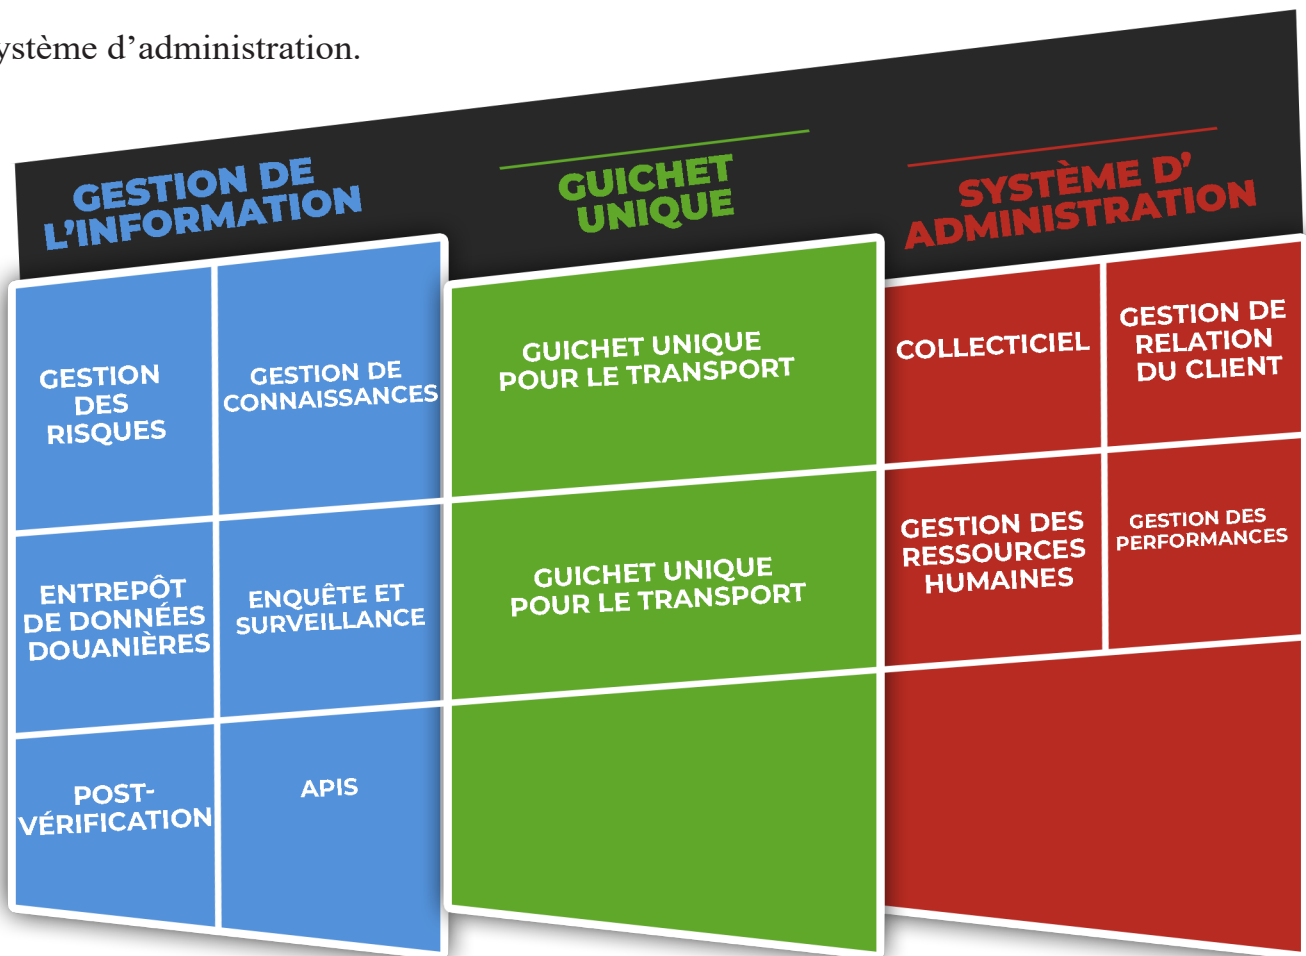 ystème d’administration.
GESTION DE
L’INFORMATION
GUICHET
UNIQUE
SYSTÈME D’
ADMINISTRATION
GESTION
DES
RISQUES
GESTION DE
CONNAISSANCES
GUICHET UNIQUE
POUR LE TRANSPORT
COLLECTICIEL
GESTION DE
RELATION
DU CLIENT
ENTREPÔT
DE DONNÉES
DOUANIÈRES
ENQUÊTE ET
SURVEILLANCE
GUICHET UNIQUE
POUR LE TRANSPORT
GESTION DES
RESSOURCES
HUMAINES
GESTION DES
PERFORMANCES
POST-
VÉRIFICATION
APIS